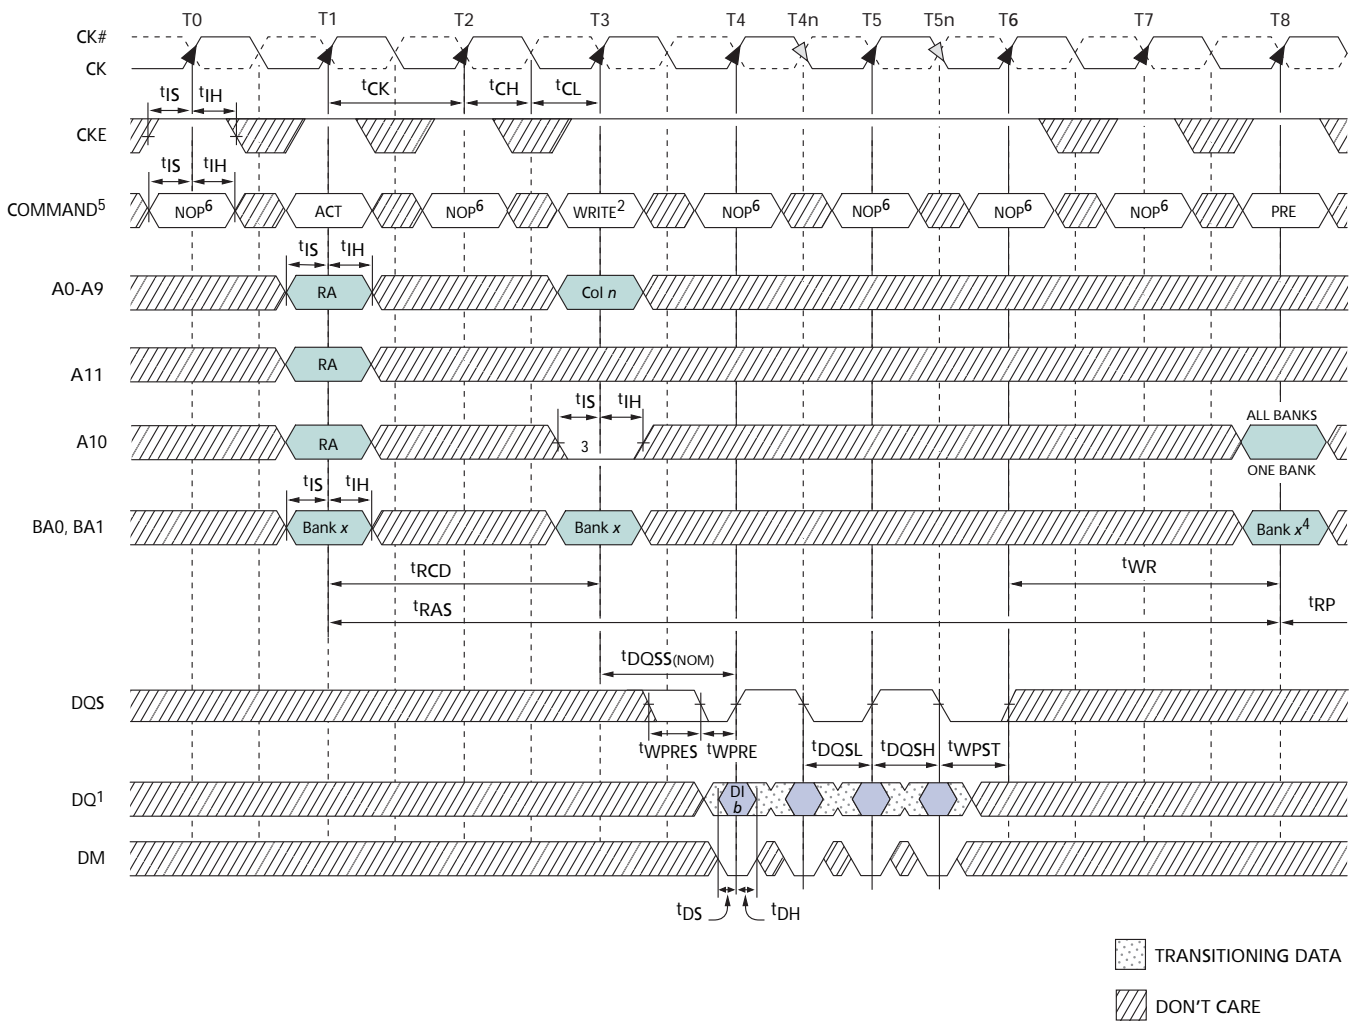 T0 T1 T2 T3 T4 T4n T5 T5n T6 T7 T8
CK#
CK
tCK tCH tCL
tIS tIH
CKE
tIS tIH
COMMAND5 NOP6 ACT NOP6 WRITE2 NOP6 NOP6 NOP6 NOP6 PRE
tIS tIH
A0-A9 RA Col n
A11 RA
tIS tIH
ALL BANKS
A10 RA 3
ONE BANK
tIS tIH
BA0, BA1 Bank x Bank x Bank x4
tRCD tWR
tRAS tRP
tDQSS(NOM)
DQS
tWPRES tWPRE tDQSL tDQSH tWPST
DQ1 DI
b
DM
tDS tDH
TRANSITIONING DATA
DON'T CARE